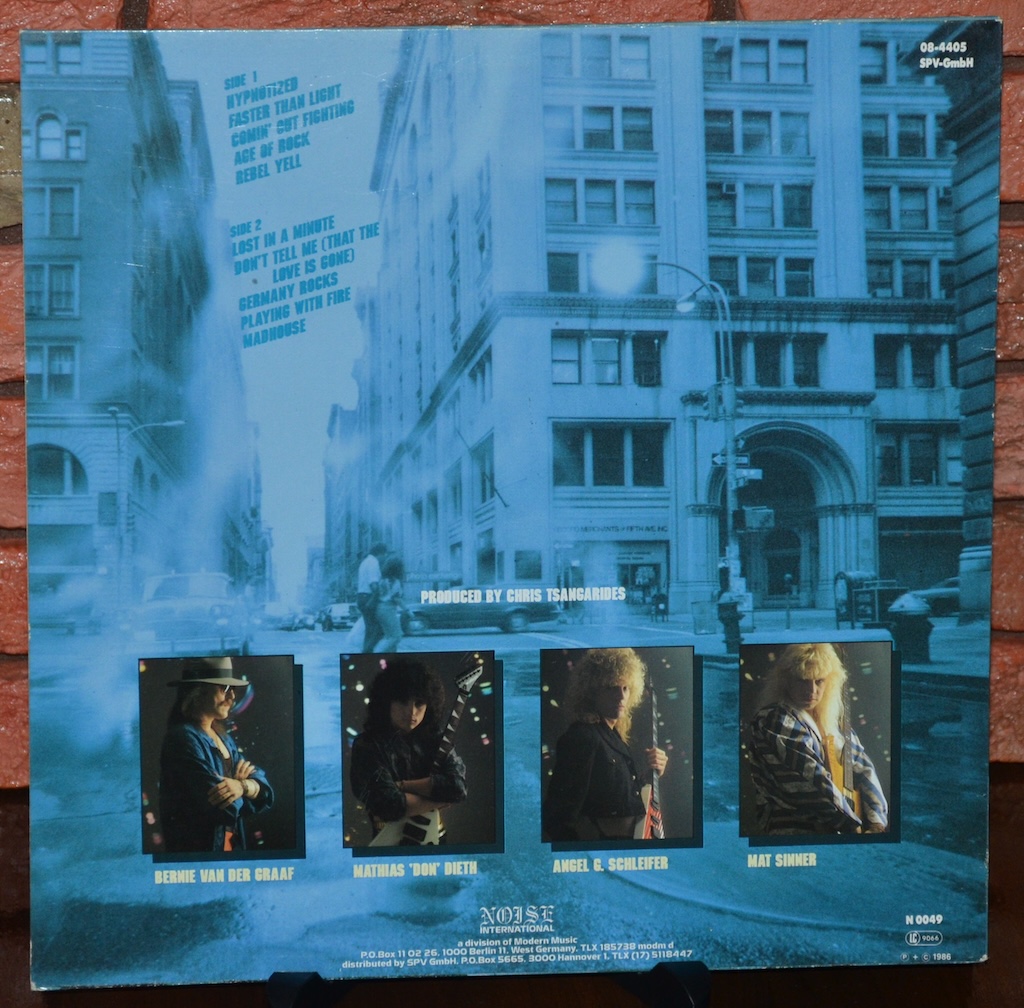 08-4405
SPV-GmbH
SIDE 1
HYPNOTIZED
FASTER THAN LIGHT
COMIN' OUT FIGHTING
AGE OF ROCK
REBEL YELL
SIDE 2
LOST IN A MINUTE
DON'T TELL ME (THAT THE
LOVE IS GONE)
GERMANY ROCKS
PLAYING WITH FIRE
MADHOUSE
PRODUCED BY CHRIS TSANGARIDES
BERNIE VAN DER GRAAF
MATHIAS 'DON' DIETH
ANGEL G. SCHLEIFER
MAT SINNER
NOISE
INTERNATIONAL
a division of Modern Music
P.O.Box 11 02 26, 1000 Berlin 11. West Germany, TLX 185738 modm d
distributed by SPV GmbH, P.O.Box 5665, 3000 Hannover 1, TLX (17) 5118447
N 0049
LC 9066
℗ + © 1986